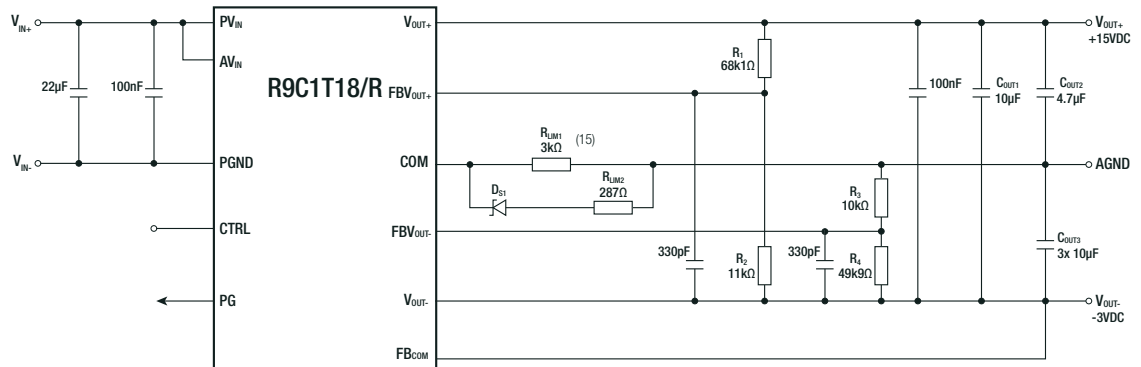 VIN+
PVIN
VOUT+
VOUT+
+15VDC
R1
68k1Ω
AVIN
22µF
100nF
R9C1T18/R
FBVOUT+
100nF
COUT1
10µF
COUT2
4.7µF
RLIM1
3kΩ
(15)
VIN-
PGND
COM
AGND
DS1
RLIM2
287Ω
R3
10kΩ
CTRL
FBVOUT-
330pF
R2
11kΩ
330pF
R4
49k9Ω
COUT3
3x 10µF
PG
VOUT-
VOUT-
-3VDC
FBCOM